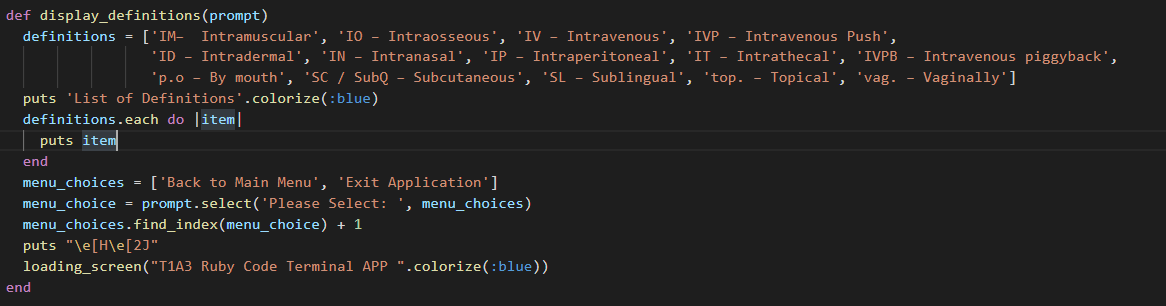 def display_definitions(prompt)
definitions = ['IM-  Intramuscular', 'IO - Intraosseous', 'IV - Intravenous', 'IVP - Intravenous Push',
'ID - Intradermal', 'IN - Intranasal', 'IP - Intraperitoneal', 'IT - Intrathecal', 'IVPB - Intravenous piggyback',
'p.o - By mouth', 'SC / SubQ - Subcutaneous', 'SL - Sublingual', 'top. - Topical', 'vag. - Vaginally']
puts 'List of Definitions'.colorize(:blue)
definitions.each do |item|
puts item
end
menu_choices = ['Back to Main Menu', 'Exit Application']
menu_choice = prompt.select('Please Select: ', menu_choices)
menu_choices.find_index(menu_choice) + 1
puts "\e[H\e[2J"
loading_screen("T1A3 Ruby Code Terminal APP ".colorize(:blue))
end